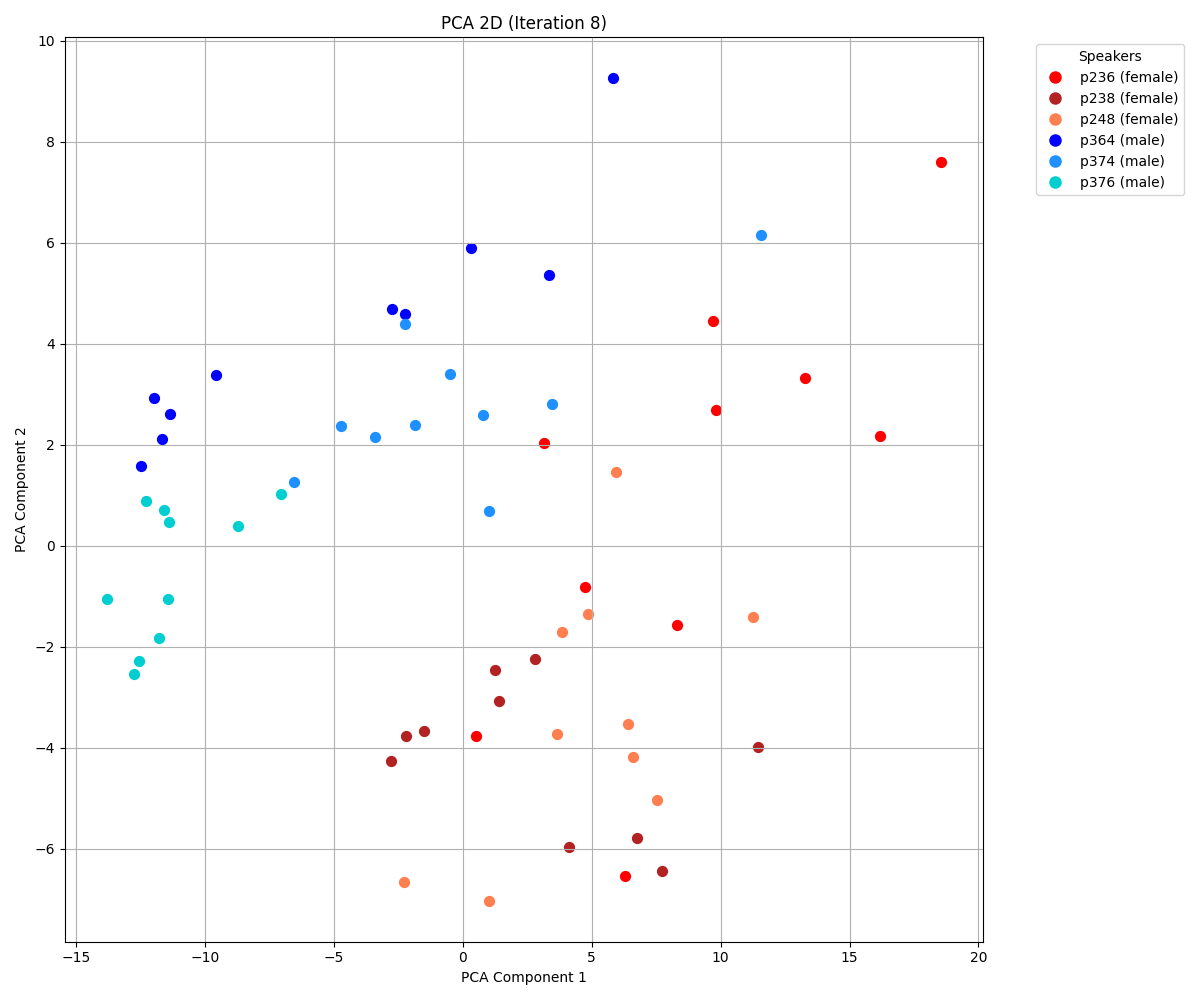 PCA 2D (Iteration 8)
Speakers
p236 (female)
p238 (female)
p248 (female)
p364 (male)
p374 (male)
p376 (male)
10
8
6
4
2
0
−2
−4
−6
PCA Component 2
−15 −10 −5 0 5 10 15 20
PCA Component 1